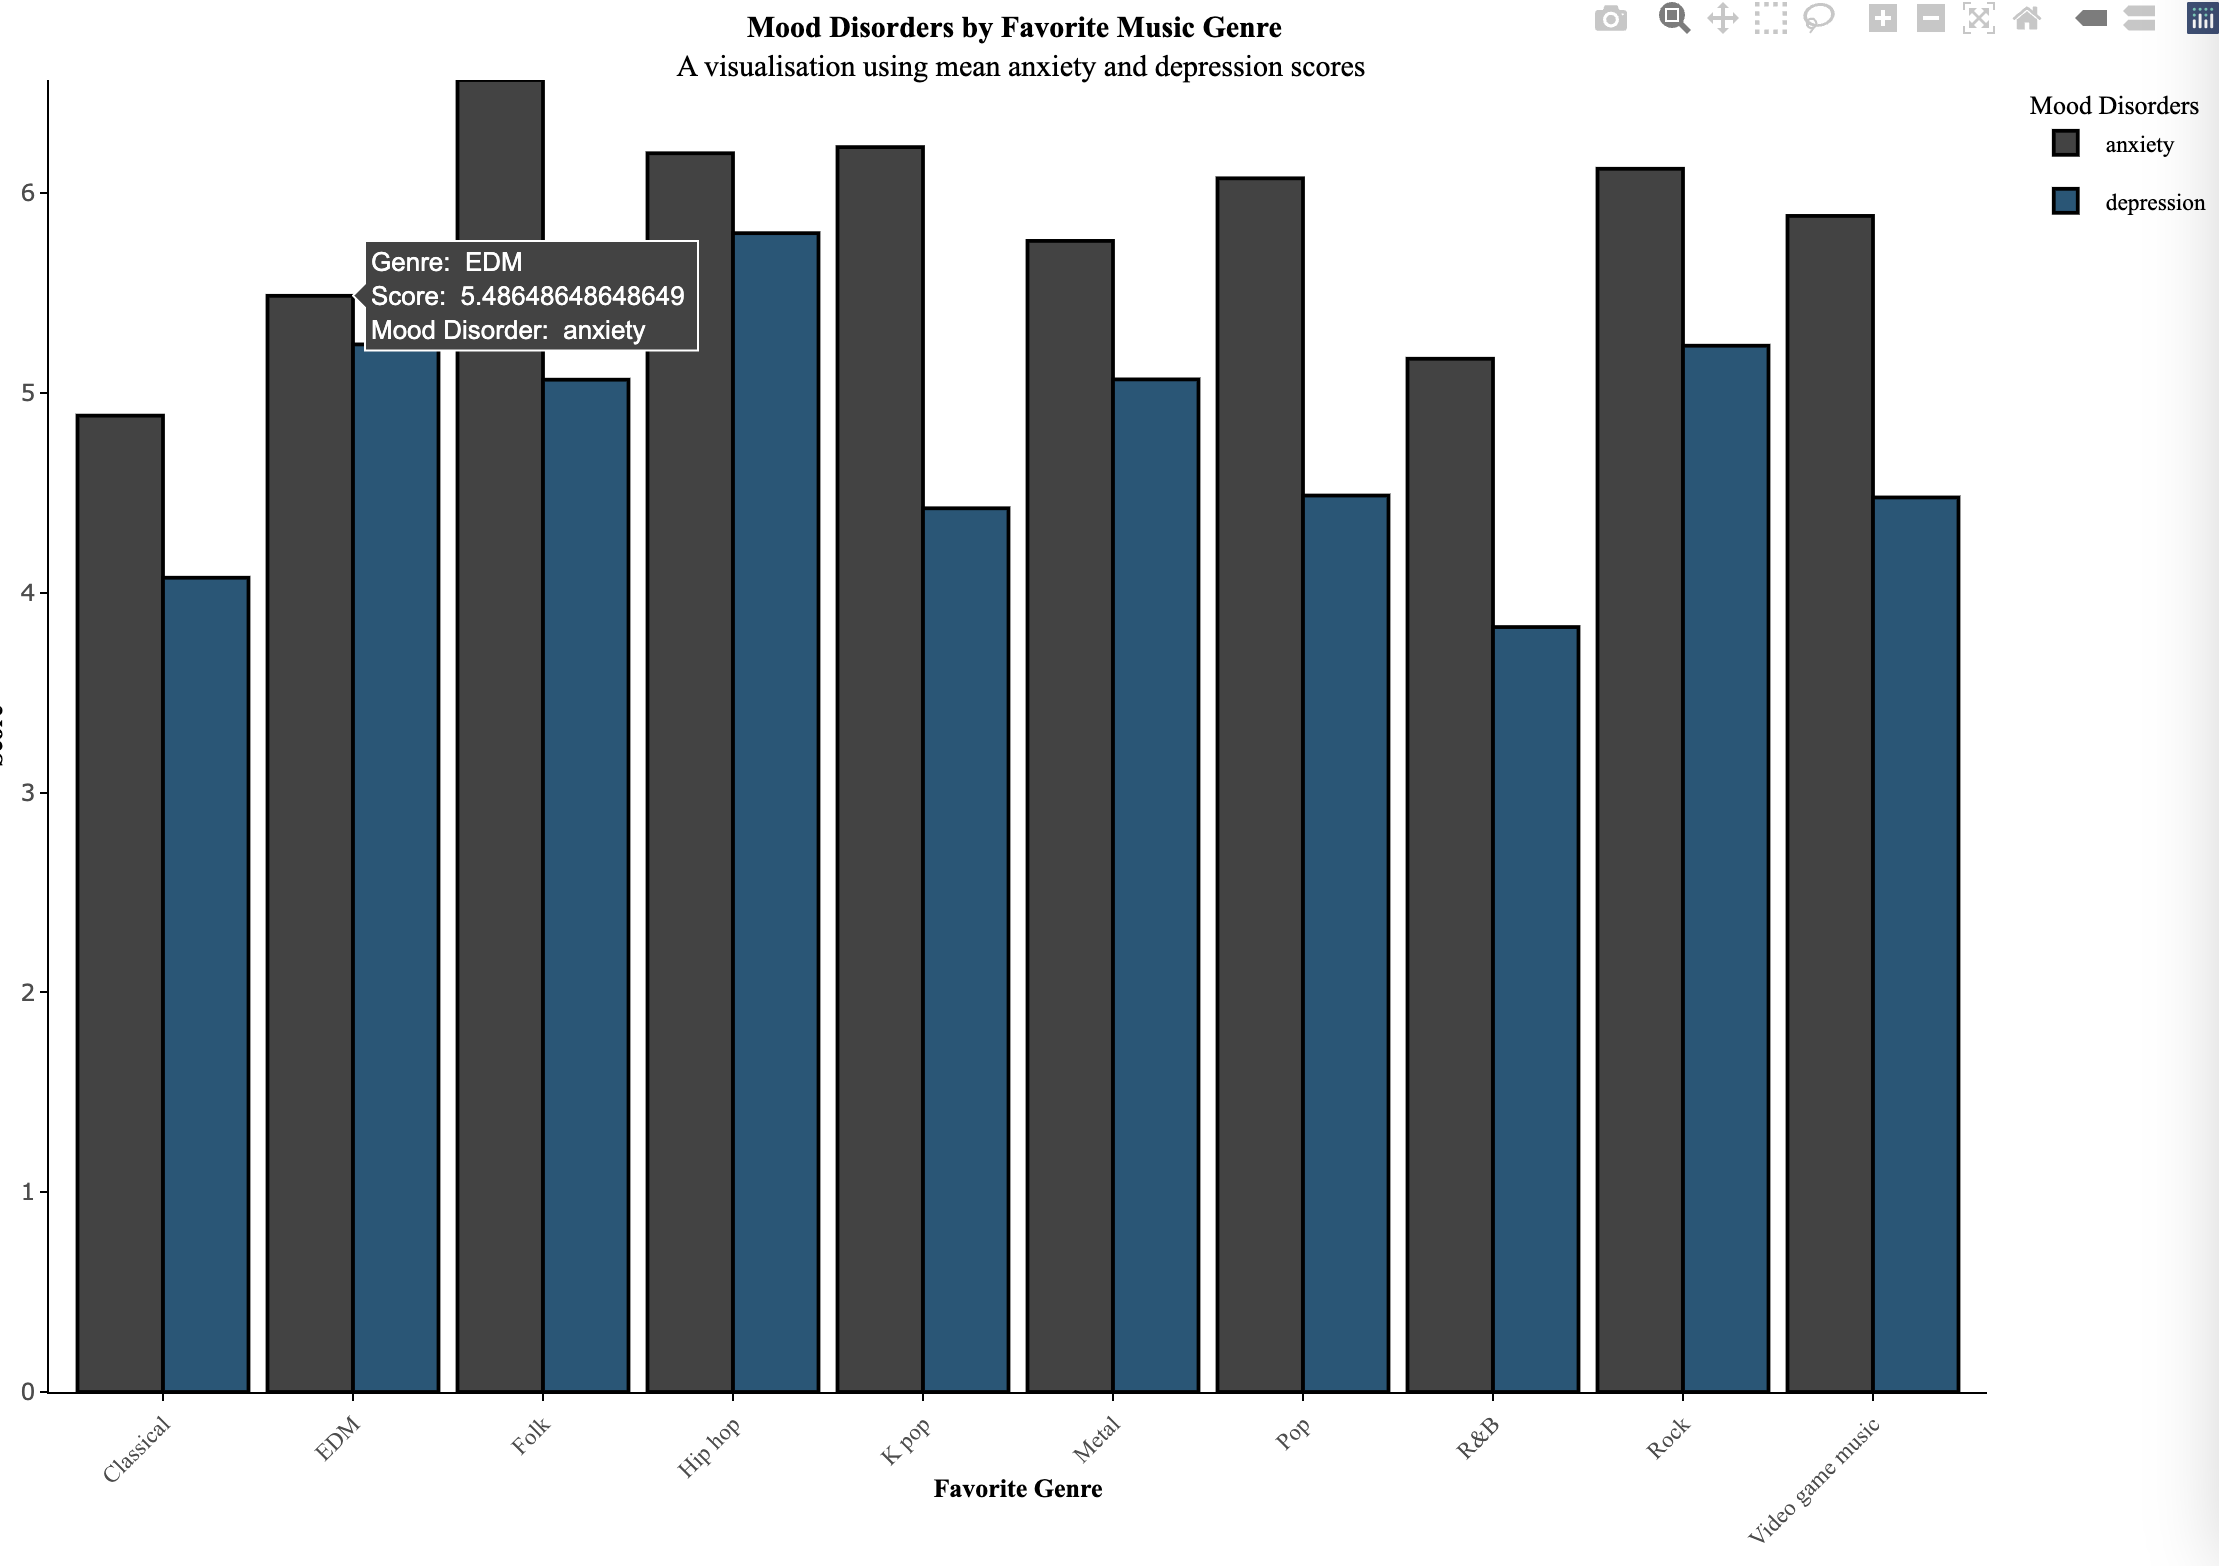 Mood Disorders by Favorite Music Genre
A visualisation using mean anxiety and depression scores
Mood Disorders
anxiety
depression
6
5
4
3
2
1
0
Genre:  EDM
Score:  5.48648648648649
Mood Disorder:  anxiety
Classical
EDM
Folk
Hip hop
K pop
Metal
Pop
R&B
Rock
Video game music
Favorite Genre